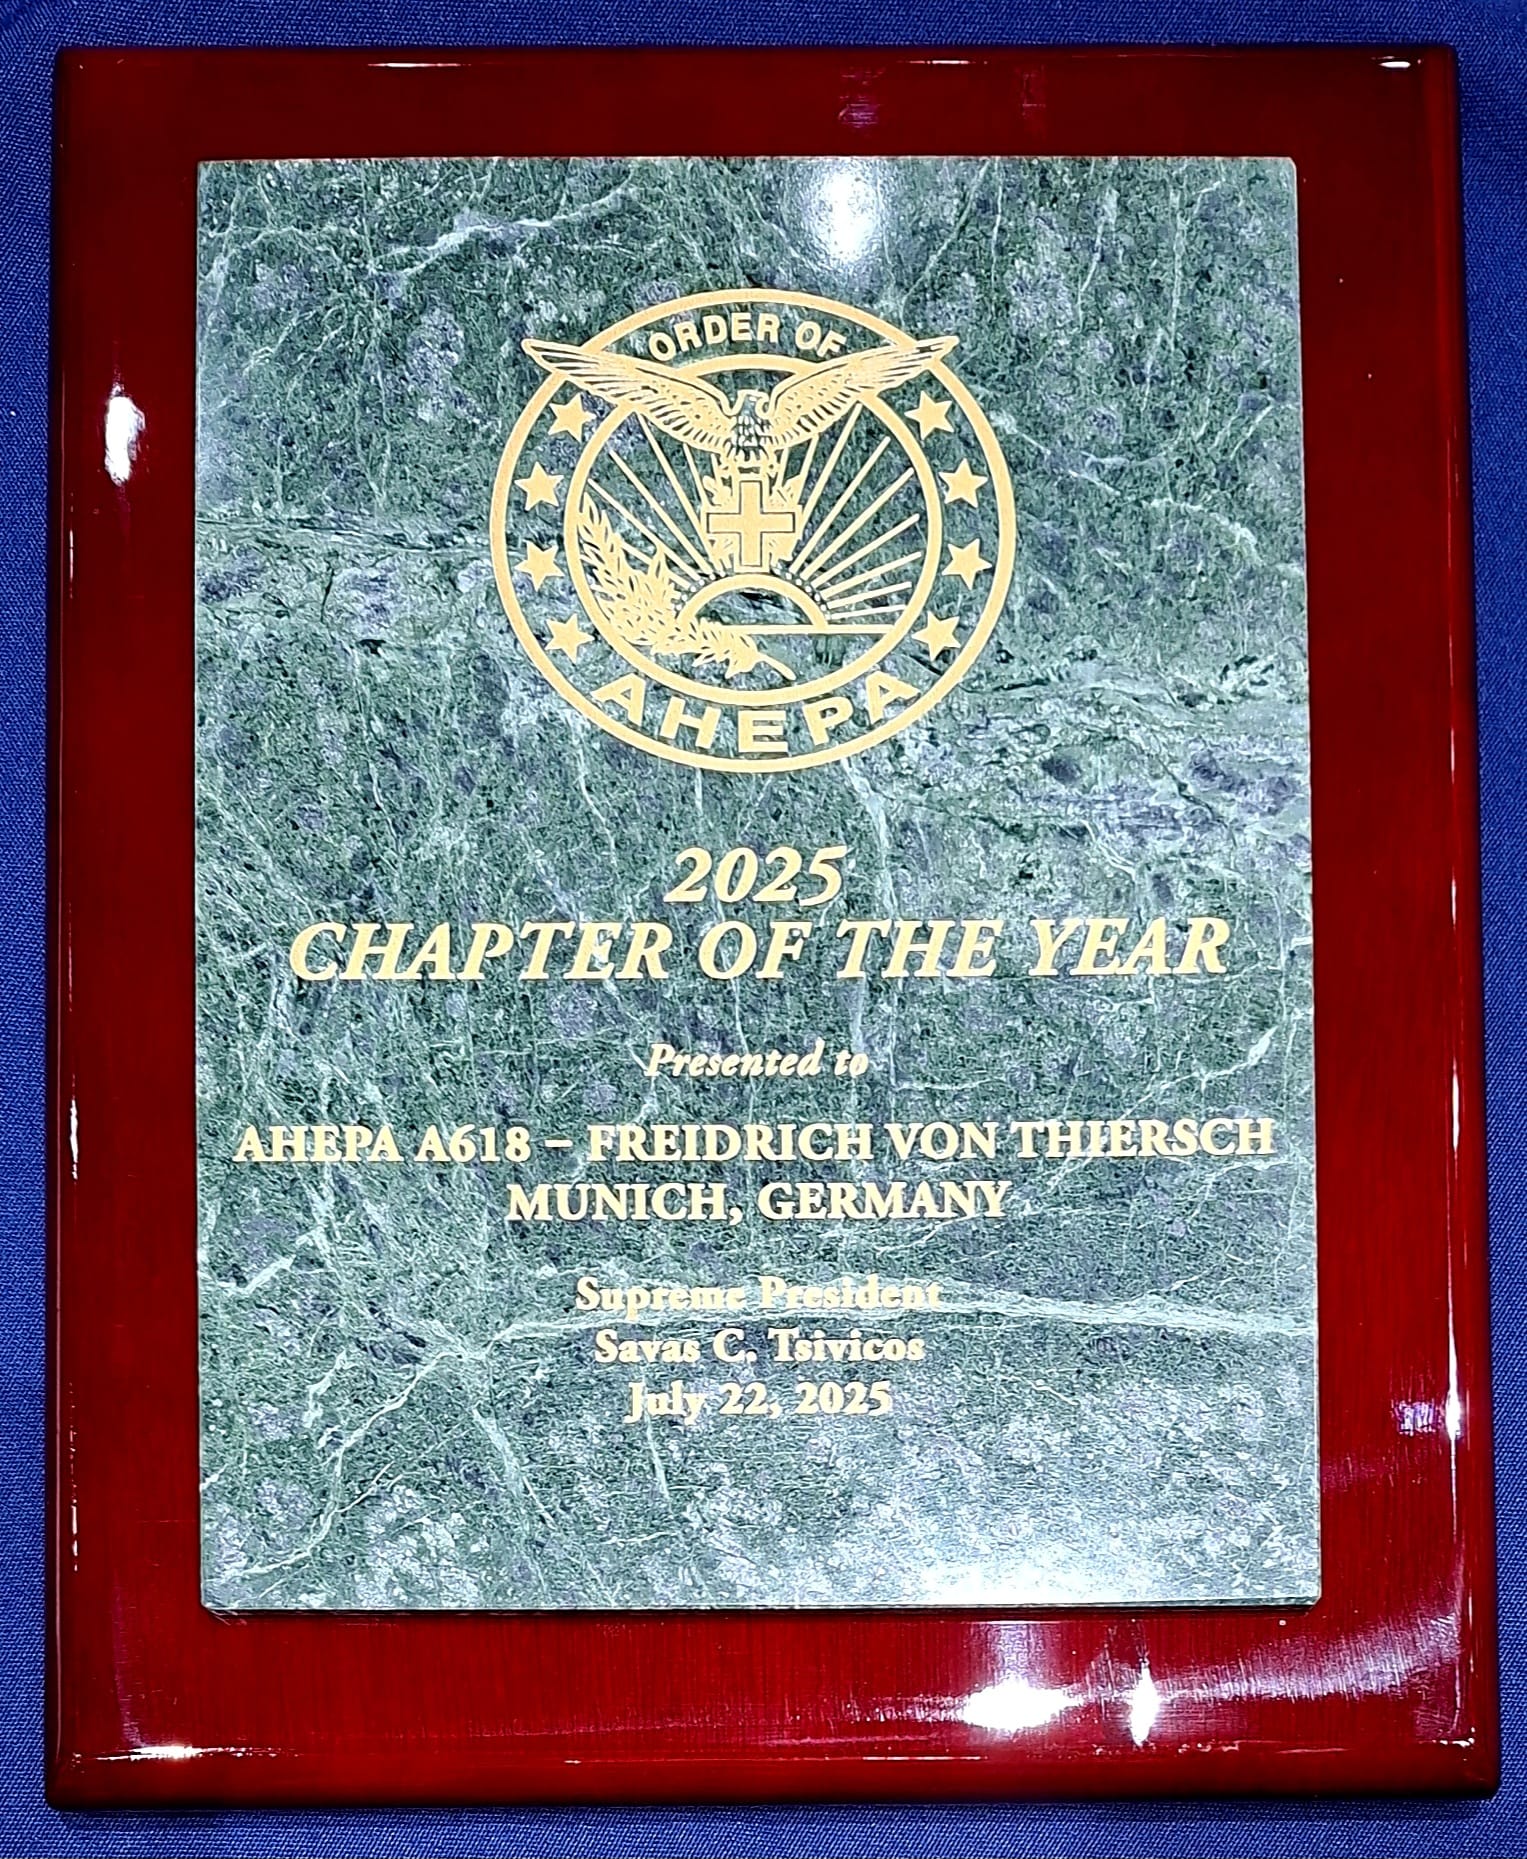 ORDER OF
AHEPA
2025
CHAPTER OF THE YEAR
Presented to
AHEPA A618 – FREIDRICH VON THIERSCH
MUNICH, GERMANY
Supreme President
Savas C. Tsivicos
July 22, 2025